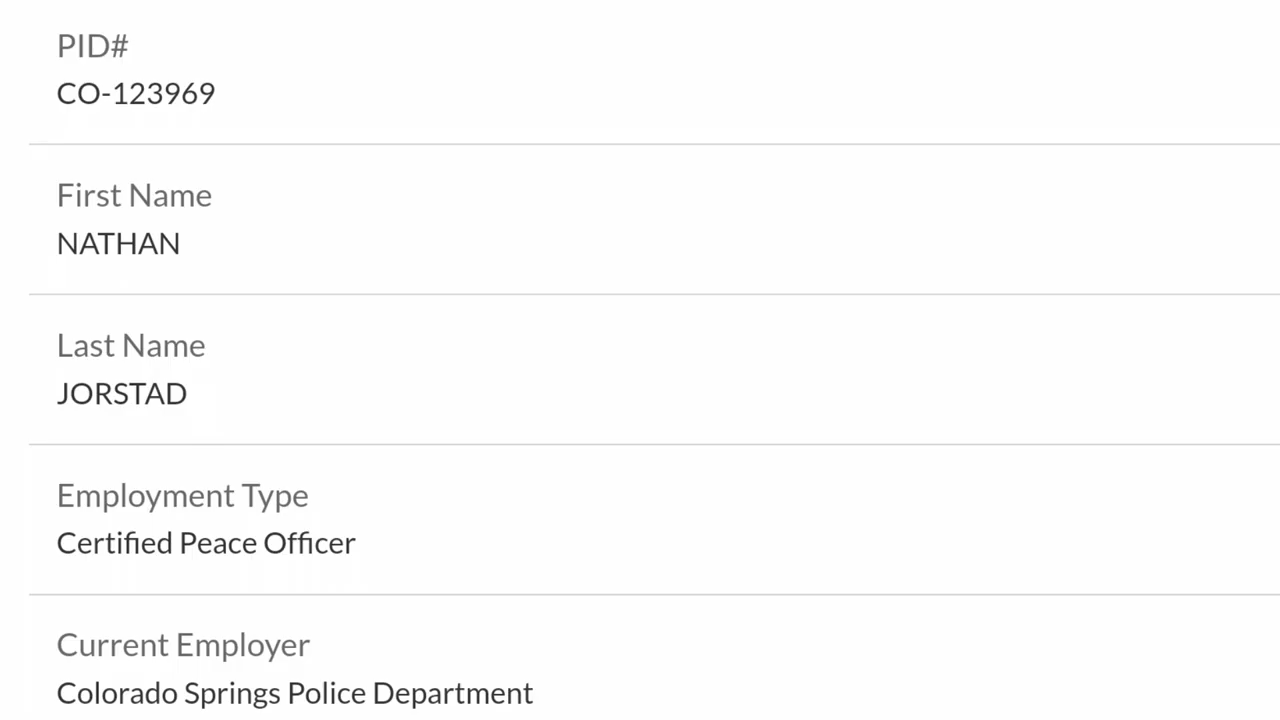 PID#
CO-123969
First Name
NATHAN
Last Name
JORSTAD
Employment Type
Certified Peace Officer
Current Employer
Colorado Springs Police Department